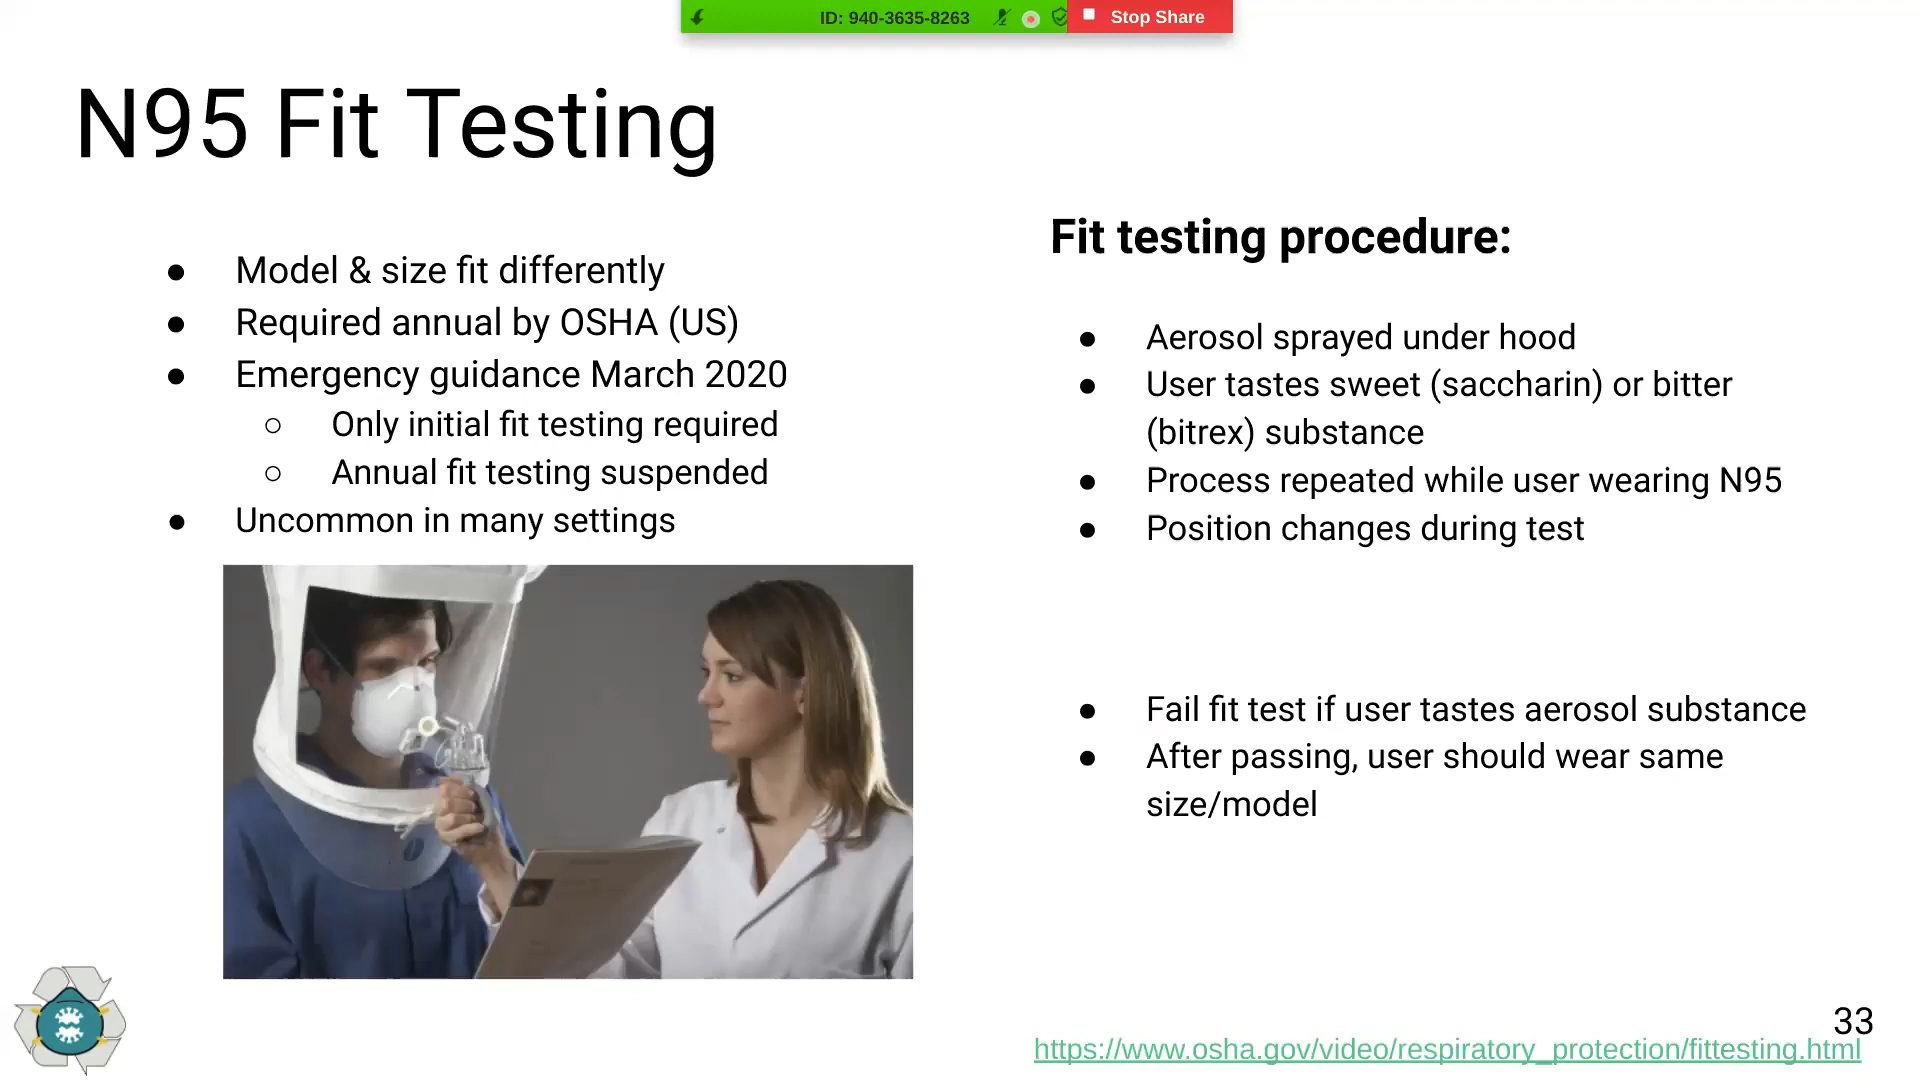 ID: 940-3635-8263
Stop Share
N95 Fit Testing
● Model & size fit differently
● Required annual by OSHA (US)
● Emergency guidance March 2020
○ Only initial fit testing required
○ Annual fit testing suspended
● Uncommon in many settings
Fit testing procedure:
● Aerosol sprayed under hood
● User tastes sweet (saccharin) or bitter
(bitrex) substance
● Process repeated while user wearing N95
● Position changes during test
● Fail fit test if user tastes aerosol substance
● After passing, user should wear same
size/model
33
https://www.osha.gov/video/respiratory_protection/fittesting.html